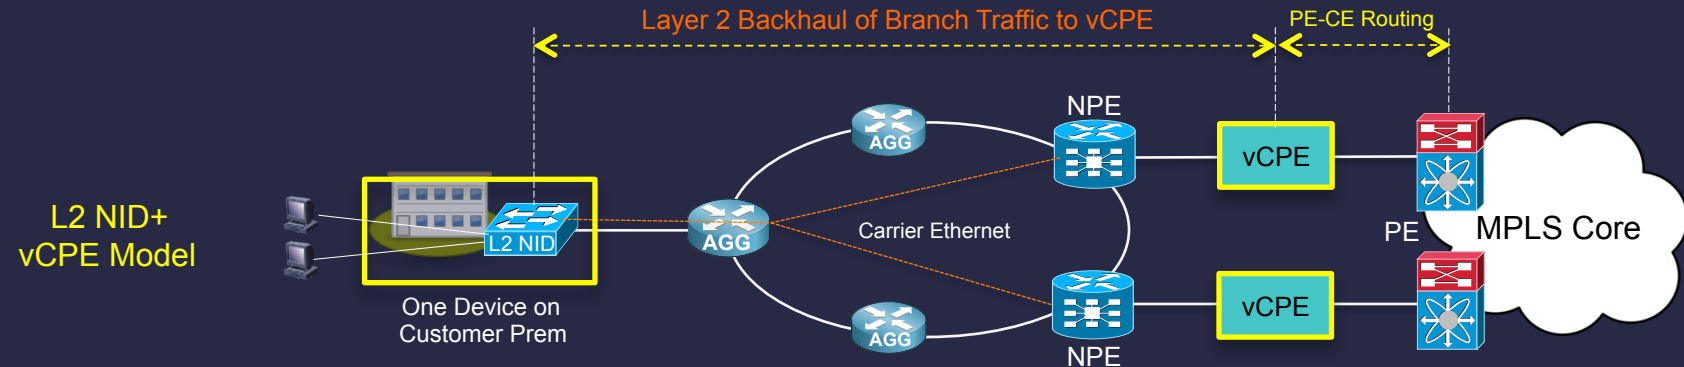 Layer 2 Backhaul of Branch Traffic to vCPE
PE-CE Routing
L2 NID+
vCPE Model
L2 NID
One Device on
Customer Prem
AGG
AGG
AGG
Carrier Ethernet
NPE
NPE
vCPE
vCPE
PE
MPLS Core